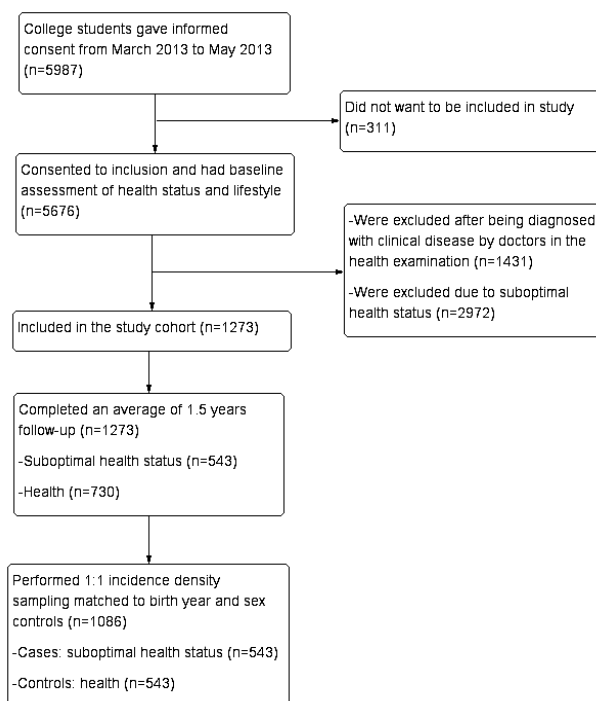 College students gave informed
consent from March 2013 to May 2013
(n=5987)
Did not want to be included in study
(n=311)
Consented to inclusion and had baseline
assessment of health status and lifestyle
(n=5676)
-Were excluded after being diagnosed
with clinical disease by doctors in the
health examination (n=1431)
-Were excluded due to suboptimal
health status (n=2972)
Included in the study cohort (n=1273)
Completed an average of 1.5 years
follow-up (n=1273)
-Suboptimal health status (n=543)
-Health (n=730)
Performed 1:1 incidence density
sampling matched to birth year and sex
controls (n=1086)
-Cases: suboptimal health status (n=543)
-Controls: health (n=543)